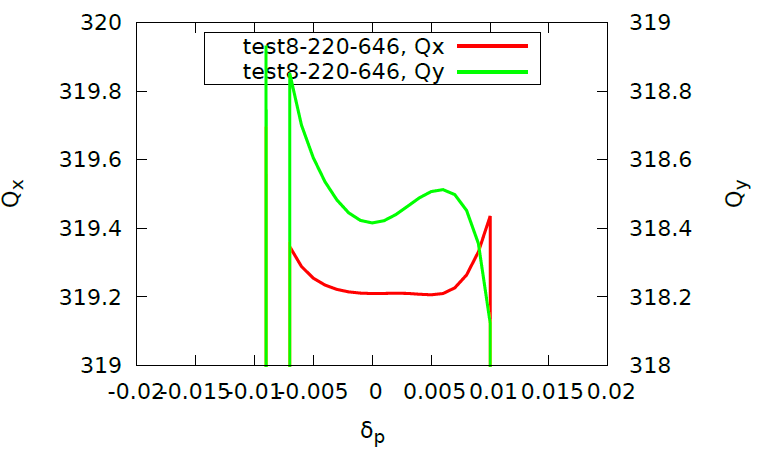 320 319
test8-220-646, Qx
test8-220-646, Qy
319.8 318.8
319.6 318.6
Qx Qy
319.4 318.4
319.2 318.2
319 318
-0.02 -0.015 -0.01 -0.005 0 0.005 0.01 0.015 0.02
δp